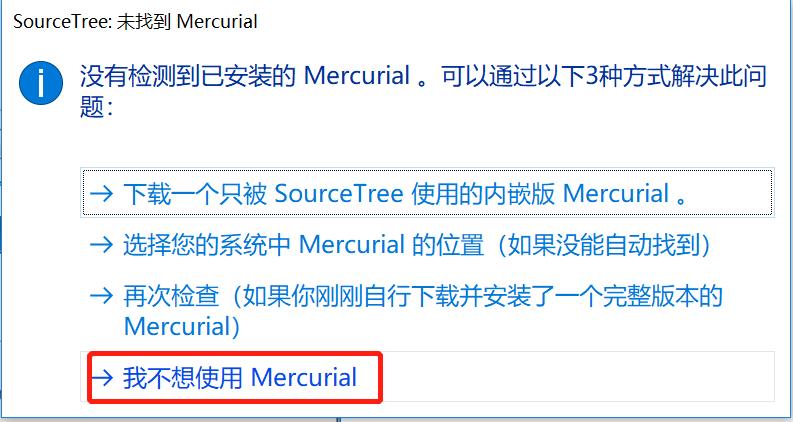 SourceTree: 未找到 Mercurial
没有检测到已安装的 Mercurial 。可以通过以下3种方式解决此问
题：
→ 下载一个只被 SourceTree 使用的内嵌版 Mercurial 。
→ 选择您的系统中 Mercurial 的位置（如果没能自动找到）
→ 再次检查（如果你刚刚自行下载并安装了一个完整版本的
Mercurial）
→ 我不想使用 Mercurial